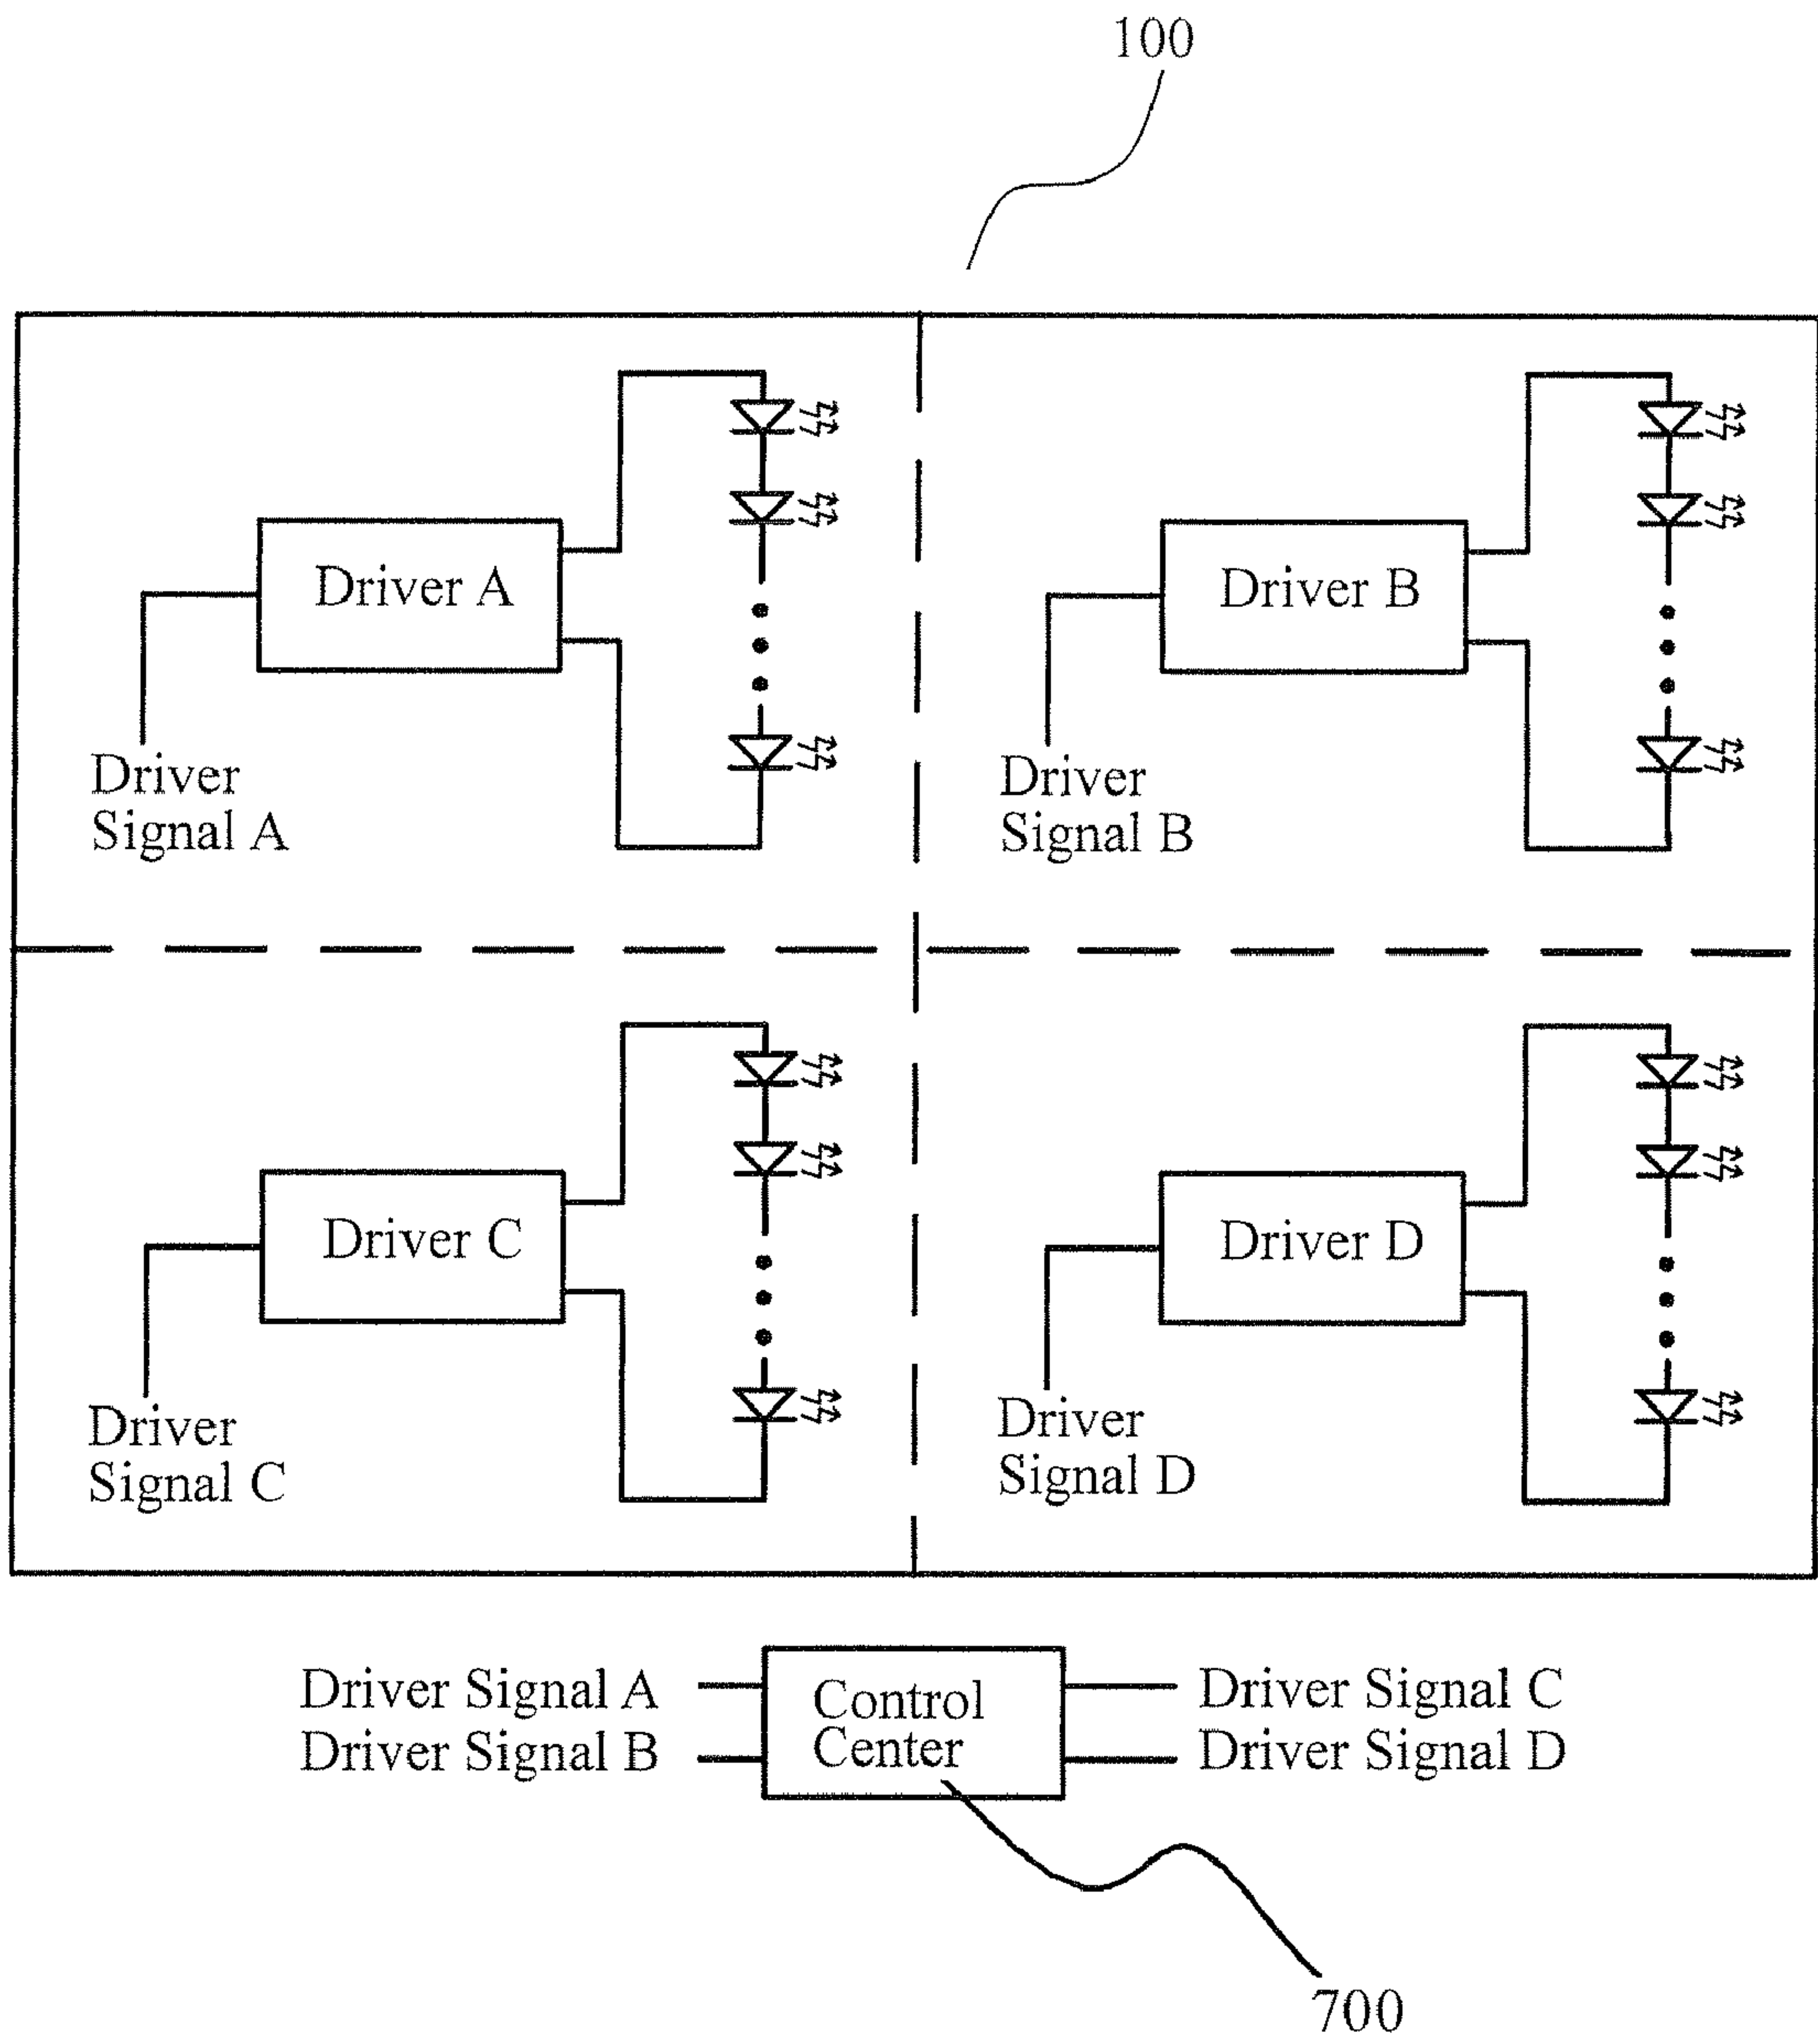 100
Driver A
Driver
Signal A
Driver B
Driver
Signal B
Driver C
Driver
Signal C
Driver D
Driver
Signal D
Driver Signal A
Driver Signal B
Control
Center
Driver Signal C
Driver Signal D
700